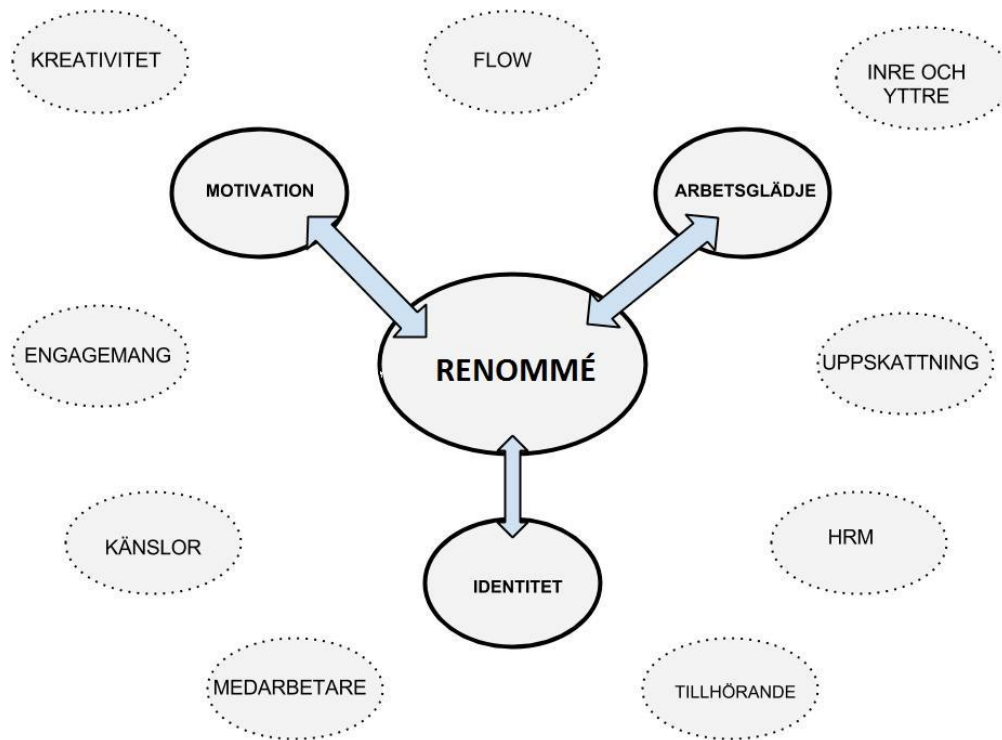 KREATIVITET
FLOW
INRE OCH
YTTRE
MOTIVATION
ARBETSGLÄDJE
ENGAGEMANG
RENOMMÉ
UPPSKATTNING
KÄNSLOR
HRM
IDENTITET
MEDARBETARE
TILLHÖRANDE